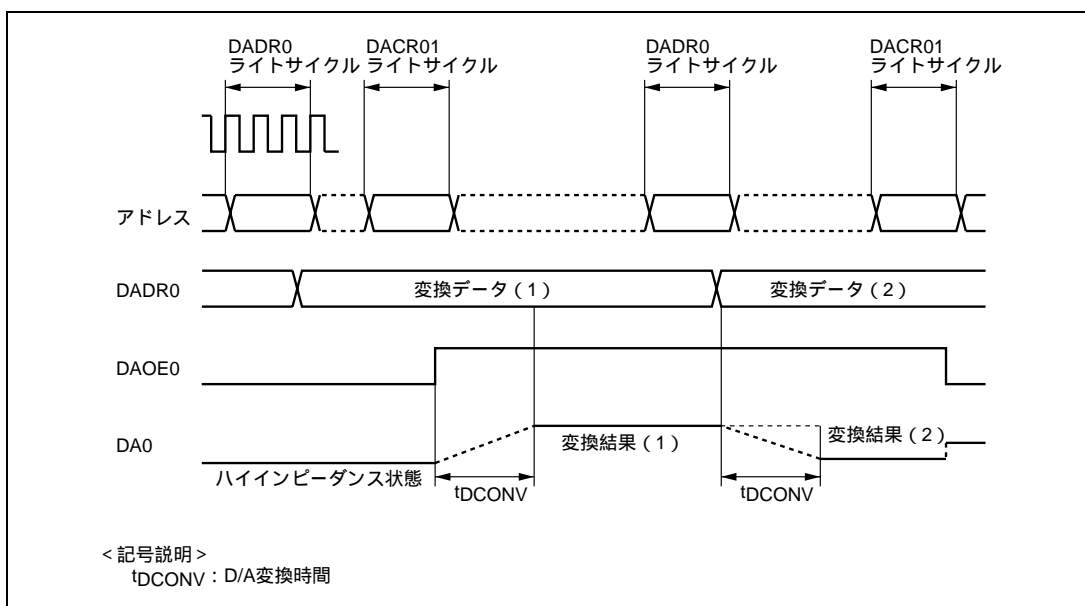 DADR0
ライトサイクル
DACR01
ライトサイクル
DADR0
ライトサイクル
DACR01
ライトサイクル
アドレス
DADR0
変換データ（1）
変換データ（2）
DAOE0
DA0
変換結果（1）
変換結果（2）
ハイインピーダンス状態
tDCONV
tDCONV
＜記号説明＞
tDCONV：D/A変換時間